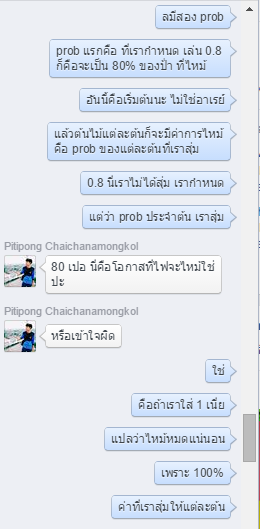 ลมีสอง prob
prob แรกคือ ที่เรากำหนด เล่น 0.8
ก็คือจะเป็น 80% ของป่า ที่ไหม้
อันนี้คือเริ่มต้นนะ ไม่ใช่อาเรย์
แล้วต้นไม้แต่ละต้นก็จะมีค่าการไหม้
คือ prob ของแต่ละต้นที่เราสุ่ม
0.8 นี่เราไม่ได้สุ่ม เรากำหนด
แต่ว่า prob ประจำต้น เราสุ่ม
Pitipong Chaichanamongkol
80 เปอ นี่คือโอกาสที่ไฟจะไหม้ใช่
ปะ
Pitipong Chaichanamongkol
หรือเข้าใจผิด
ใช่
คือถ้าเราใส่ 1 เนี่ย
แปลว่าไหม้หมดแน่นอน
เพราะ 100%
ค่าที่เราสุ่มให้แต่ละต้น